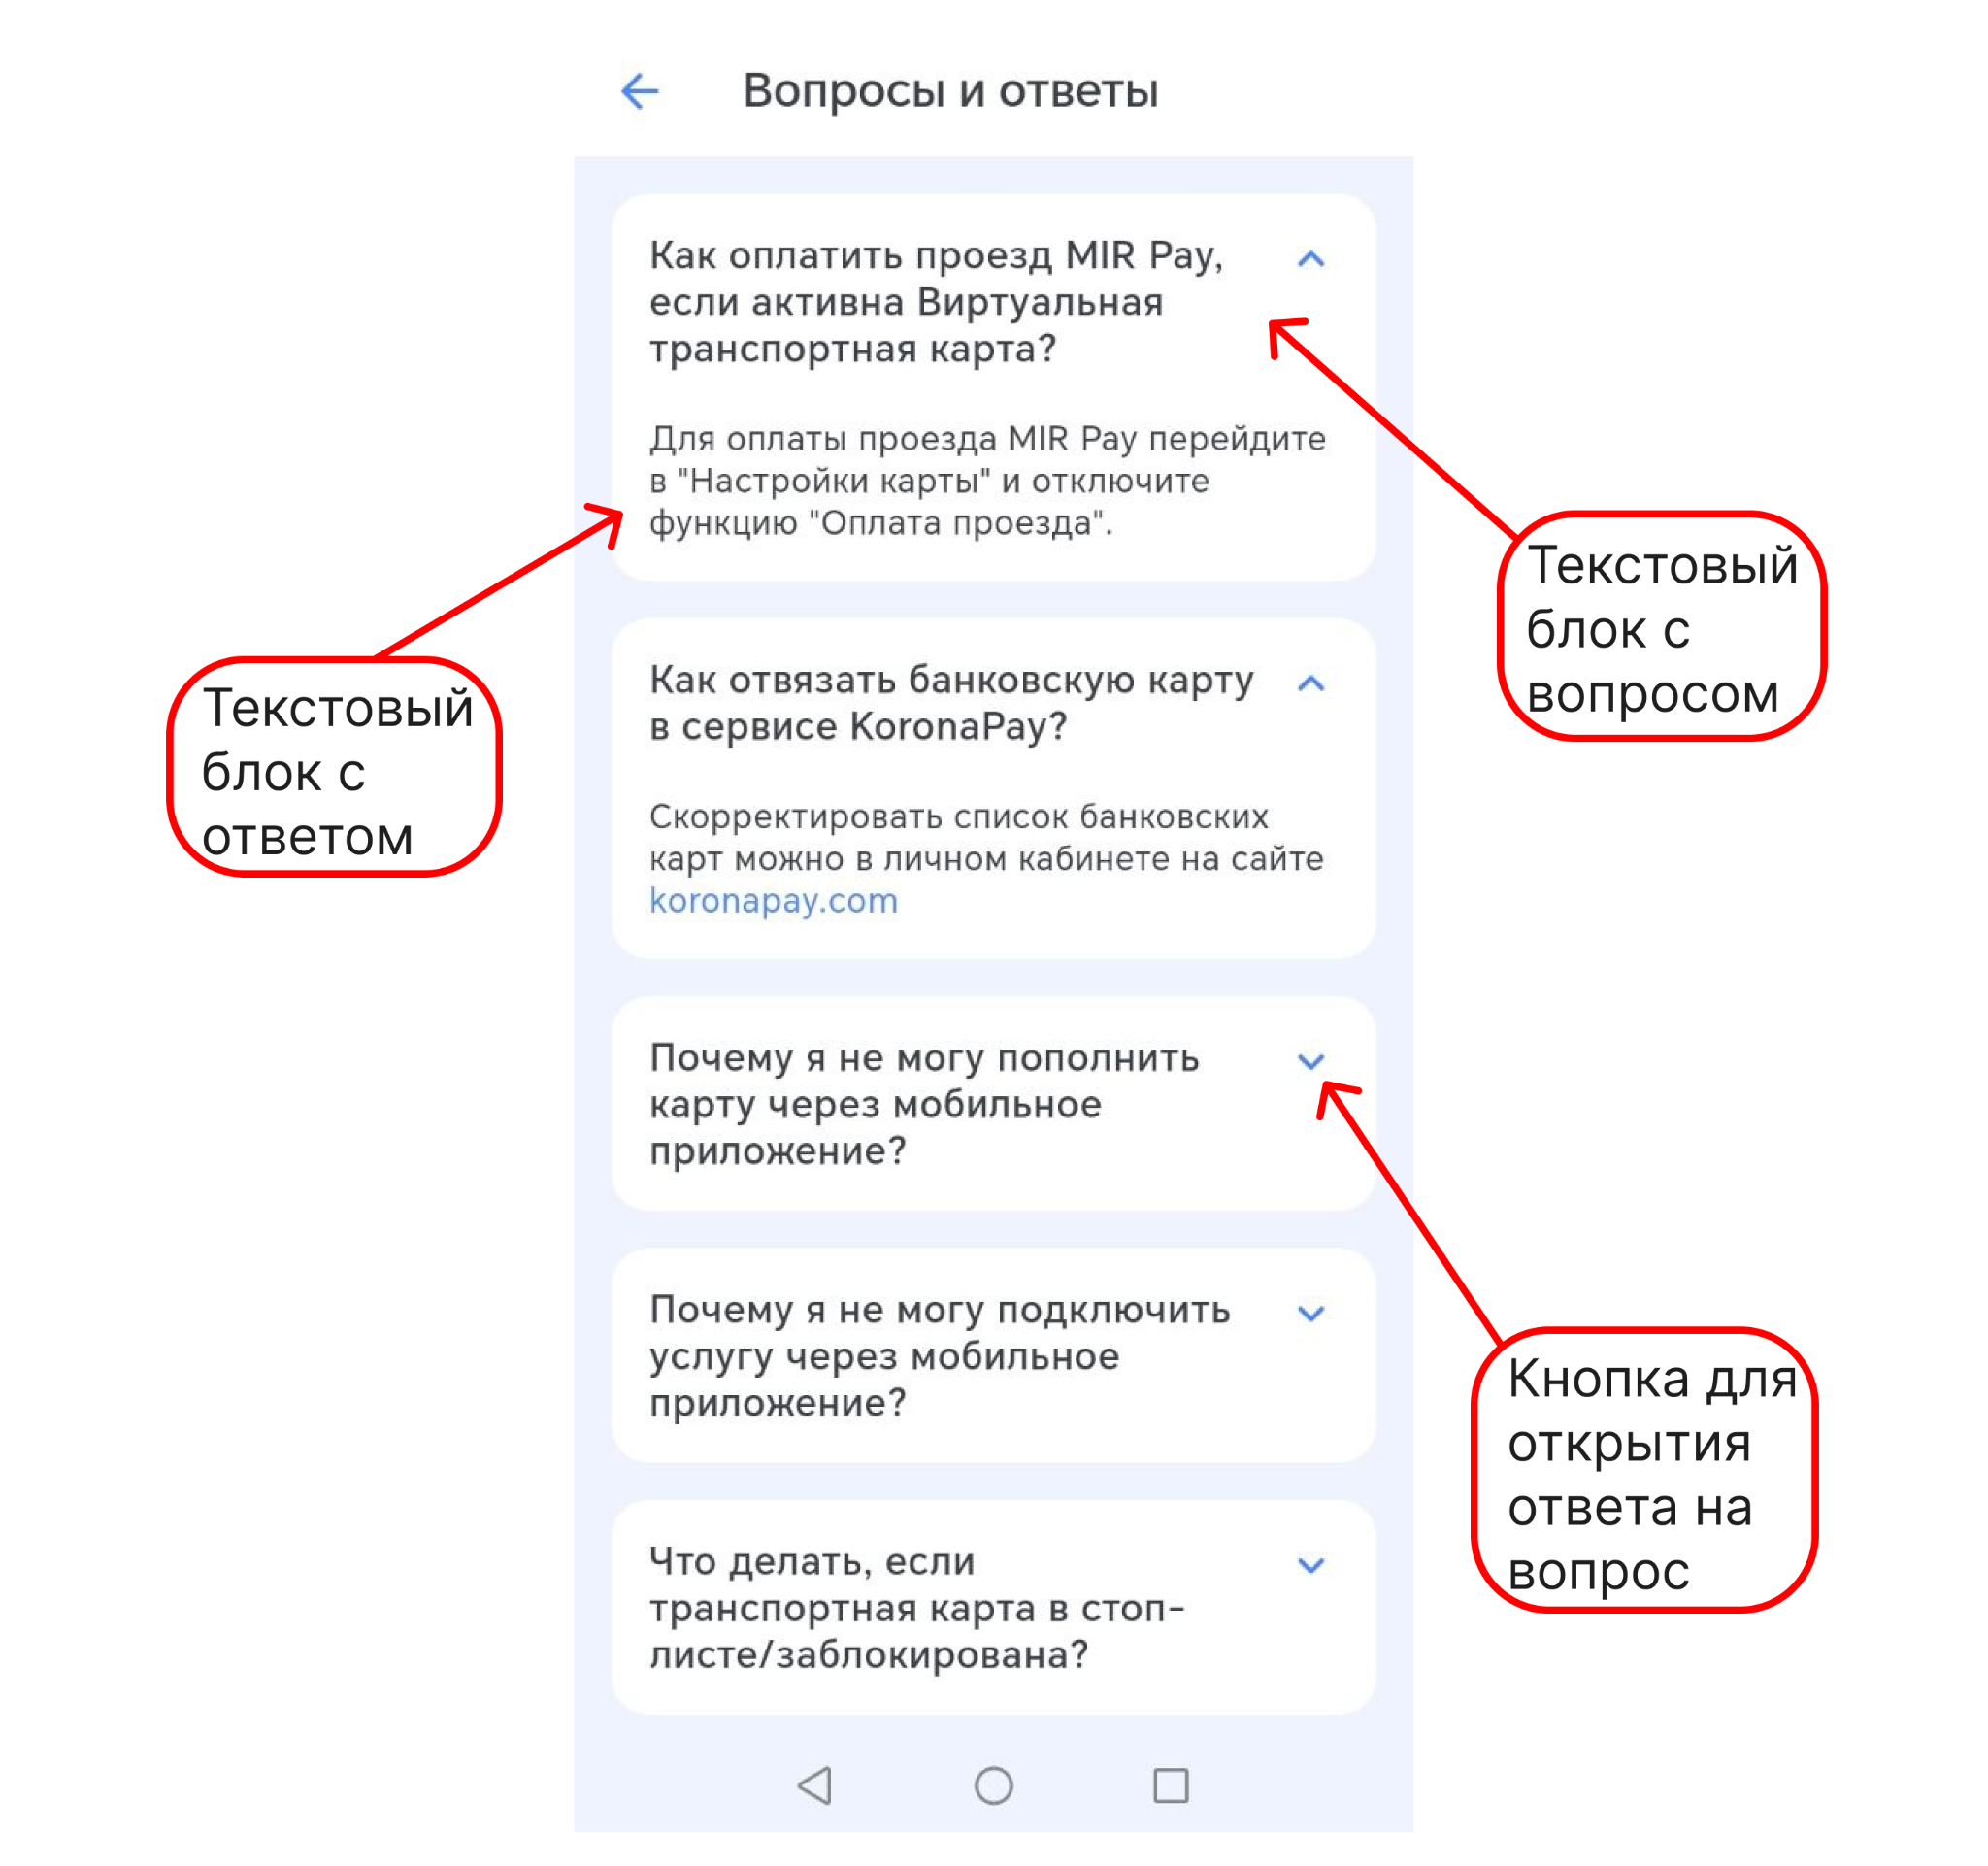 Вопросы и ответы
Как оплатить проезд MIR Pay,
если активна Виртуальная
транспортная карта?
Для оплаты проезда MIR Pay перейдите
в "Настройки карты" и отключите
функцию "Оплата проезда".
Текстовый
блок с
вопросом
Текстовый
блок с
ответом
Как отвязать банковскую карту
в сервисе KoronaPay?
Скорректировать список банковских
карт можно в личном кабинете на сайте
koronapay.com
Почему я не могу пополнить
карту через мобильное
приложение?
Почему я не могу подключить
услугу через мобильное
приложение?
Кнопка для
открытия
ответа на
вопрос
Что делать, если
транспортная карта в стоп-
листе/заблокирована?